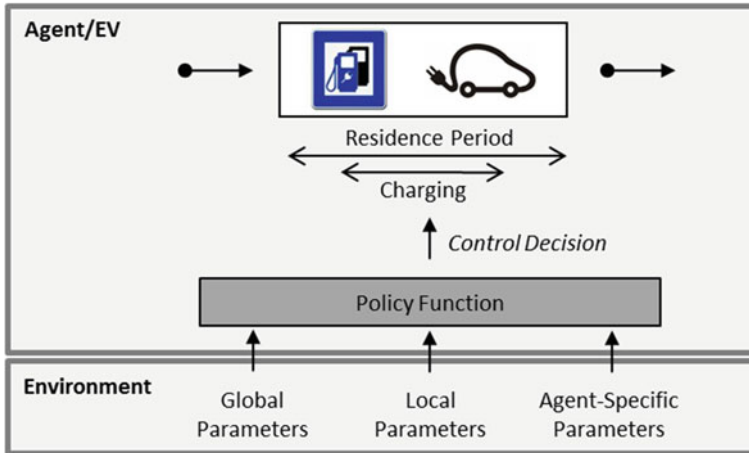 Agent/EV
Residence Period
Charging
Control Decision
Policy Function
Environment
Global
Parameters
Local
Parameters
Agent-Specific
Parameters